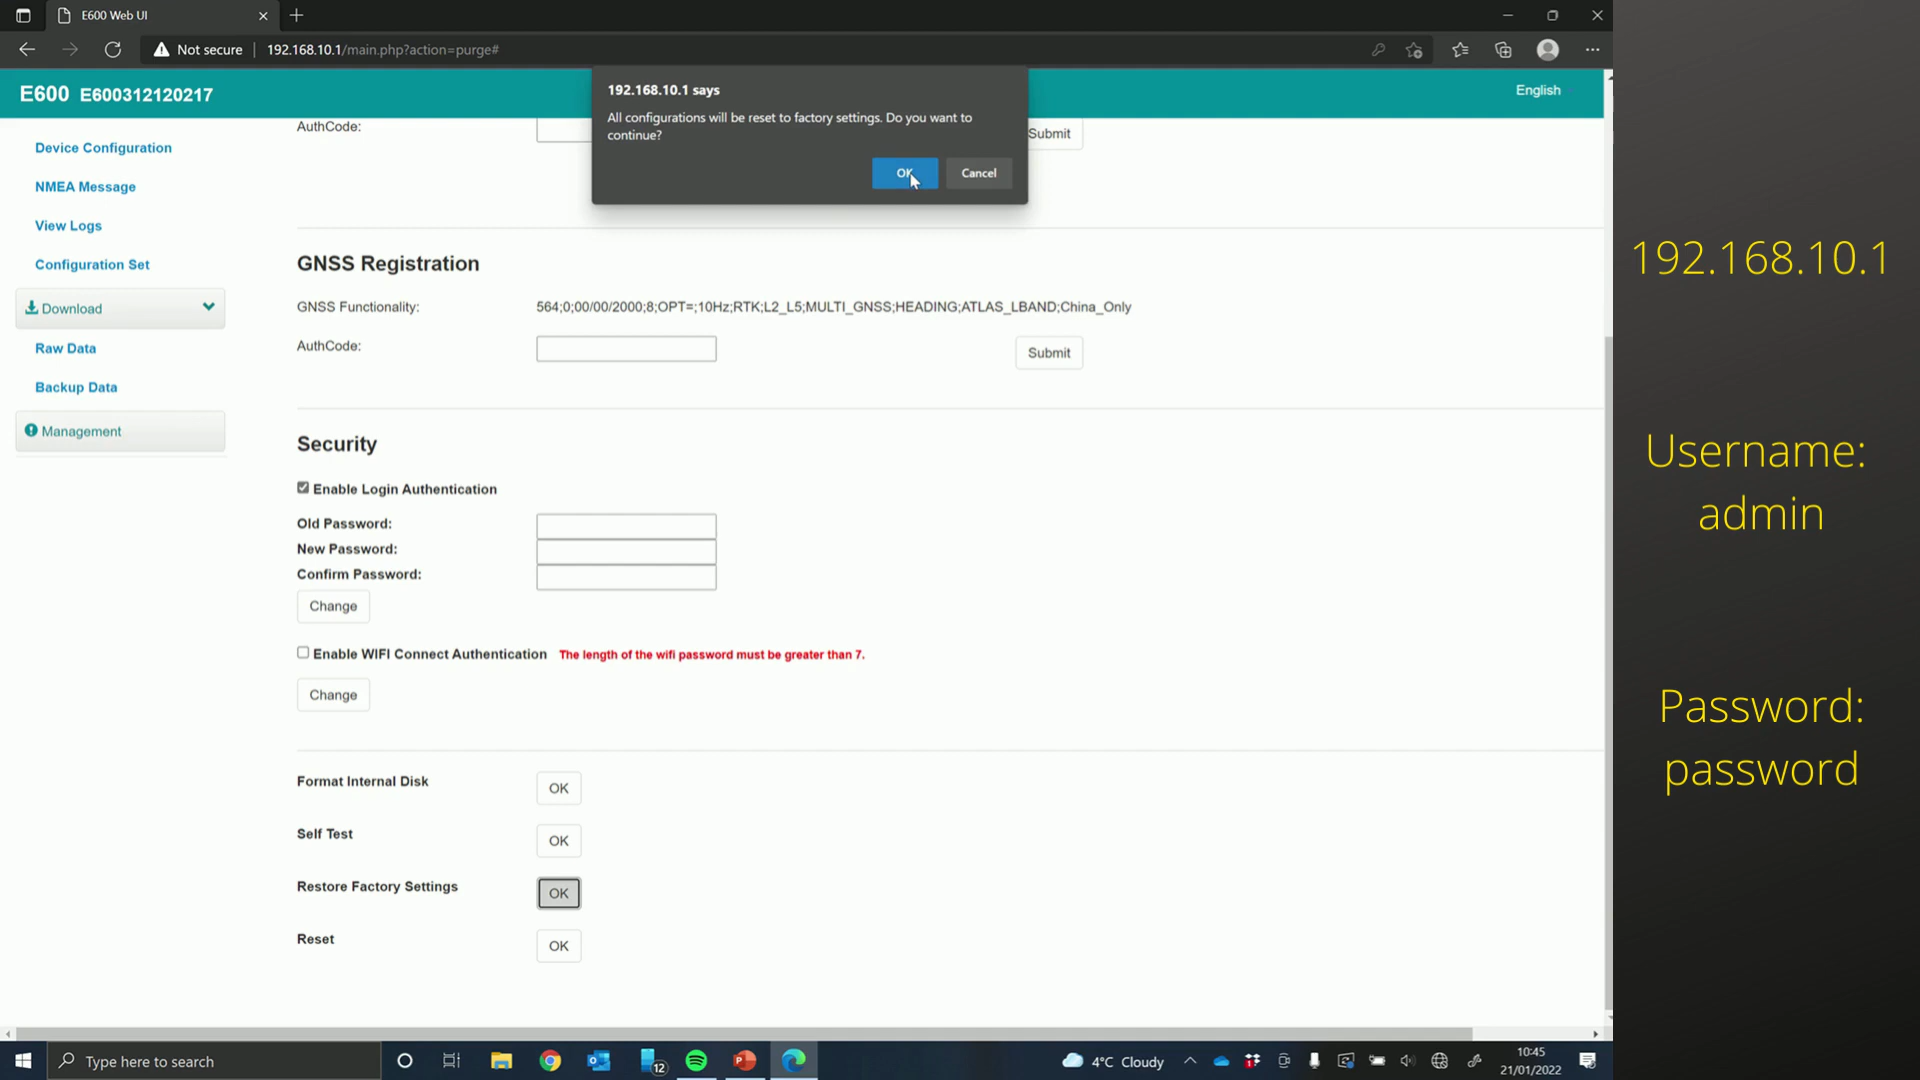 E600 Web UI
Not secure
192.168.10.1/main.php?action=purge#
E600 E600312120217
English
192.168.10.1 says
All configurations will be reset to factory settings. Do you want to
continue?
OK
Cancel
AuthCode:
Submit
Device Configuration
NMEA Message
View Logs
Configuration Set
Download
Raw Data
Backup Data
Management
GNSS Registration
GNSS Functionality:
564;0;00/00/2000;8;OPT=;10Hz;RTK;L2_L5;MULTI_GNSS;HEADING;ATLAS_LBAND;China_Only
AuthCode:
Submit
Security
Enable Login Authentication
Old Password:
New Password:
Confirm Password:
Change
Enable WIFI Connect Authentication The length of the wifi password must be greater than 7.
Change
Format Internal Disk
OK
Self Test
OK
Restore Factory Settings
OK
Reset
OK
192.168.10.1
Username:
admin
Password:
password
Type here to search
12
4°C Cloudy
10:45
21/01/2022